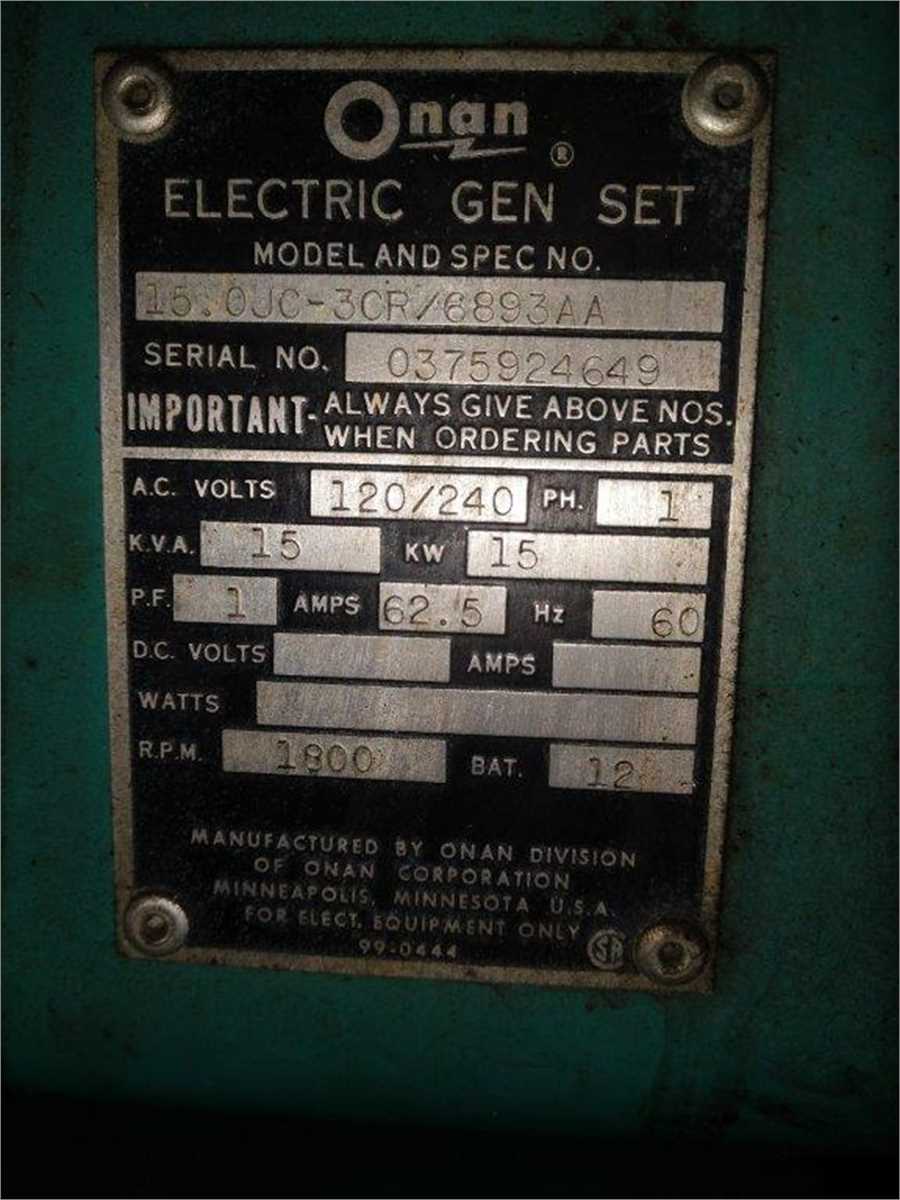 Onan ®
ELECTRIC GEN SET
MODEL AND SPEC NO.
15.0JC-3CR/6893AA
SERIAL NO. 0375924649
IMPORTANT- ALWAYS GIVE ABOVE NOS.
WHEN ORDERING PARTS
A.C. VOLTS 120/240 PH. 1
K.V.A. 15 KW 15
P.F. 1 AMPS 62.5 Hz 60
D.C. VOLTS AMPS
WATTS
R.P.M. 1800 BAT. 12
MANUFACTURED BY ONAN DIVISION
OF ONAN CORPORATION
MINNEAPOLIS, MINNESOTA U.S.A.
FOR ELECT. EQUIPMENT ONLY
99-0444 SA